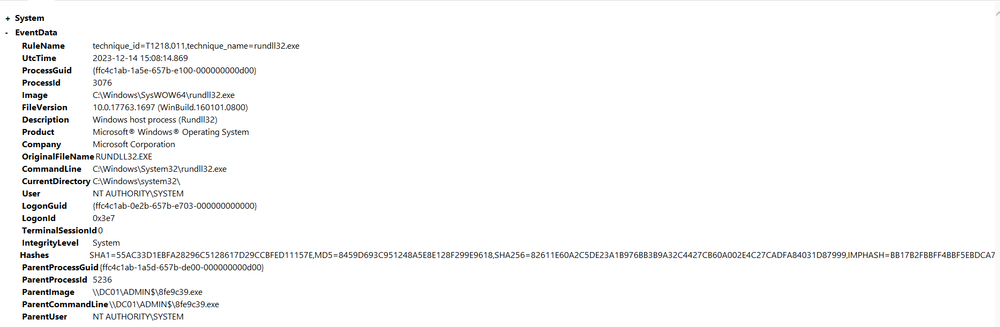 + System
- EventData
RuleName technique_id=T1218.011,technique_name=rundll32.exe
UtcTime 2023-12-14 15:08:14.869
ProcessGuid {ffc4c1ab-1a5e-657b-e100-000000000d00}
ProcessId 3076
Image C:\Windows\SysWOW64\rundll32.exe
FileVersion 10.0.17763.1697 (WinBuild.160101.0800)
Description Windows host process (Rundll32)
Product Microsoft® Windows® Operating System
Company Microsoft Corporation
OriginalFileName RUNDLL32.EXE
CommandLine C:\Windows\System32\rundll32.exe
CurrentDirectory C:\Windows\system32\
User NT AUTHORITY\SYSTEM
LogonGuid {ffc4c1ab-0e2b-657b-e703-000000000000}
LogonId 0x3e7
TerminalSessionId 0
IntegrityLevel System
Hashes SHA1=55AC33D1EBFA28296C5128617D29CCBFED11157E,MD5=8459D693C951248A5E8E128F299E9618,SHA256=82611E60A2C5DE23A1B976BB3B9A32C4427CB60A002E4C27CADFA84031D87999,IMPHASH=BB17B2FBBFF4BBF5EBDCA7
ParentProcessGuid {ffc4c1ab-1a5d-657b-de00-000000000d00}
ParentProcessId 5236
ParentImage \\DC01\ADMIN$\8fe9c39.exe
ParentCommandLine \\DC01\ADMIN$\8fe9c39.exe
ParentUser NT AUTHORITY\SYSTEM